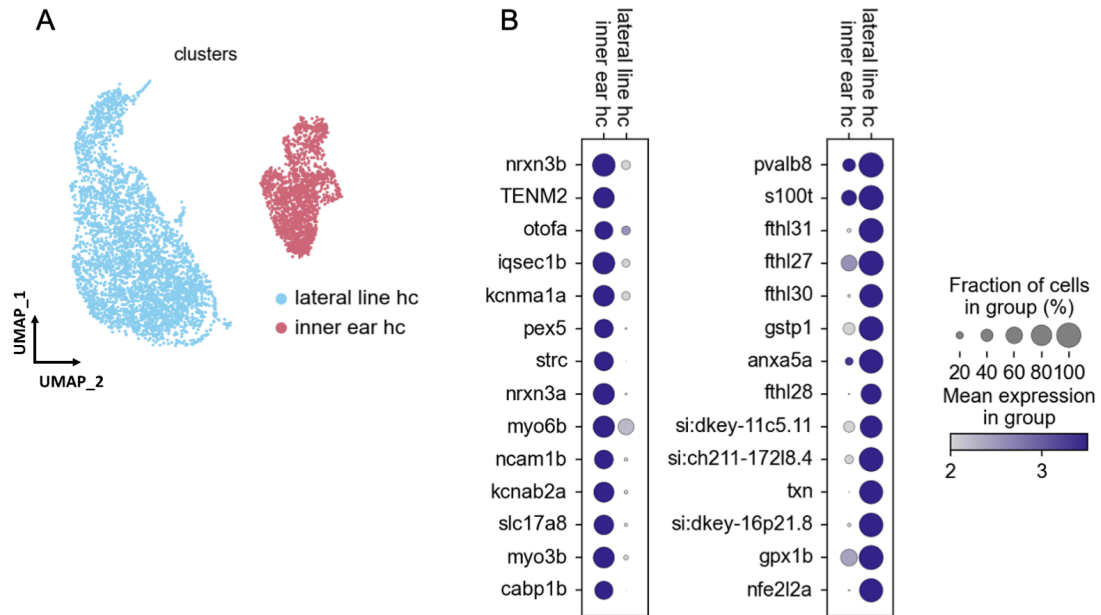 A
clusters
lateral line hc
inner ear hc
UMAP_1
UMAP_2
B
inner ear hc
lateral line hc
nrxn3b
TENM2
otofa
iqsec1b
kcnma1a
pex5
strc
nrxn3a
myo6b
ncam1b
kcnab2a
slc17a8
myo3b
cabp1b
inner ear hc
lateral line hc
pvalb8
s100t
fthl31
fthl27
fthl30
gstp1
anxa5a
fthl28
si:dkey-11c5.11
si:ch211-172l8.4
txn
si:dkey-16p21.8
gpx1b
nfe2l2a
Fraction of cells
in group (%)
20 40 60 80 100
Mean expression
in group
2 3